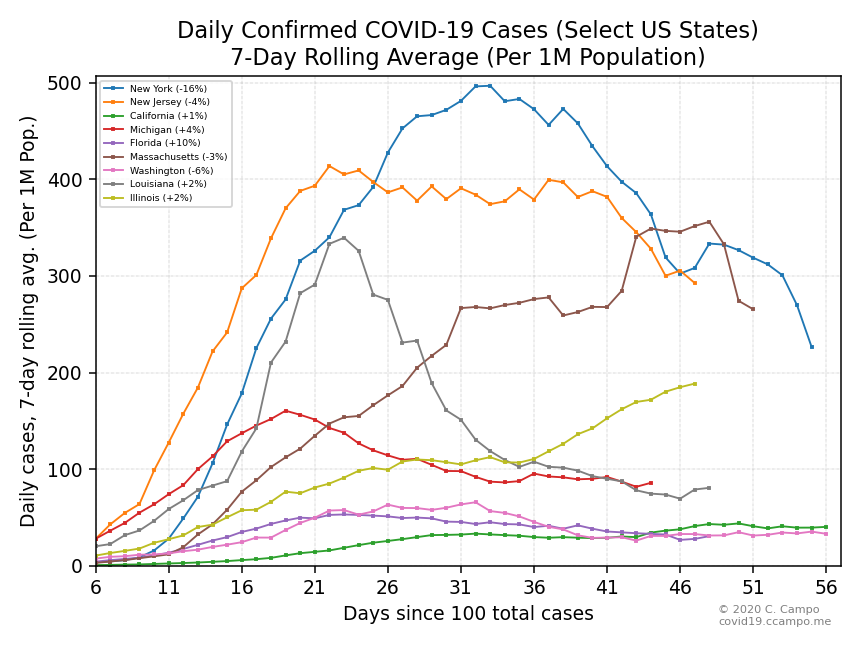 Daily Confirmed COVID-19 Cases (Select US States)
7-Day Rolling Average (Per 1M Population)
Daily cases, 7-day rolling avg. (Per 1M Pop.)
500
400
300
200
100
0
New York (-16%)
New Jersey (-4%)
California (+1%)
Michigan (+4%)
Florida (+10%)
Massachusetts (-3%)
Washington (-6%)
Louisiana (+2%)
Illinois (+2%)
6 11 16 21 26 31 36 41 46 51 56
Days since 100 total cases
© 2020 C. Campo
covid19.ccampo.me